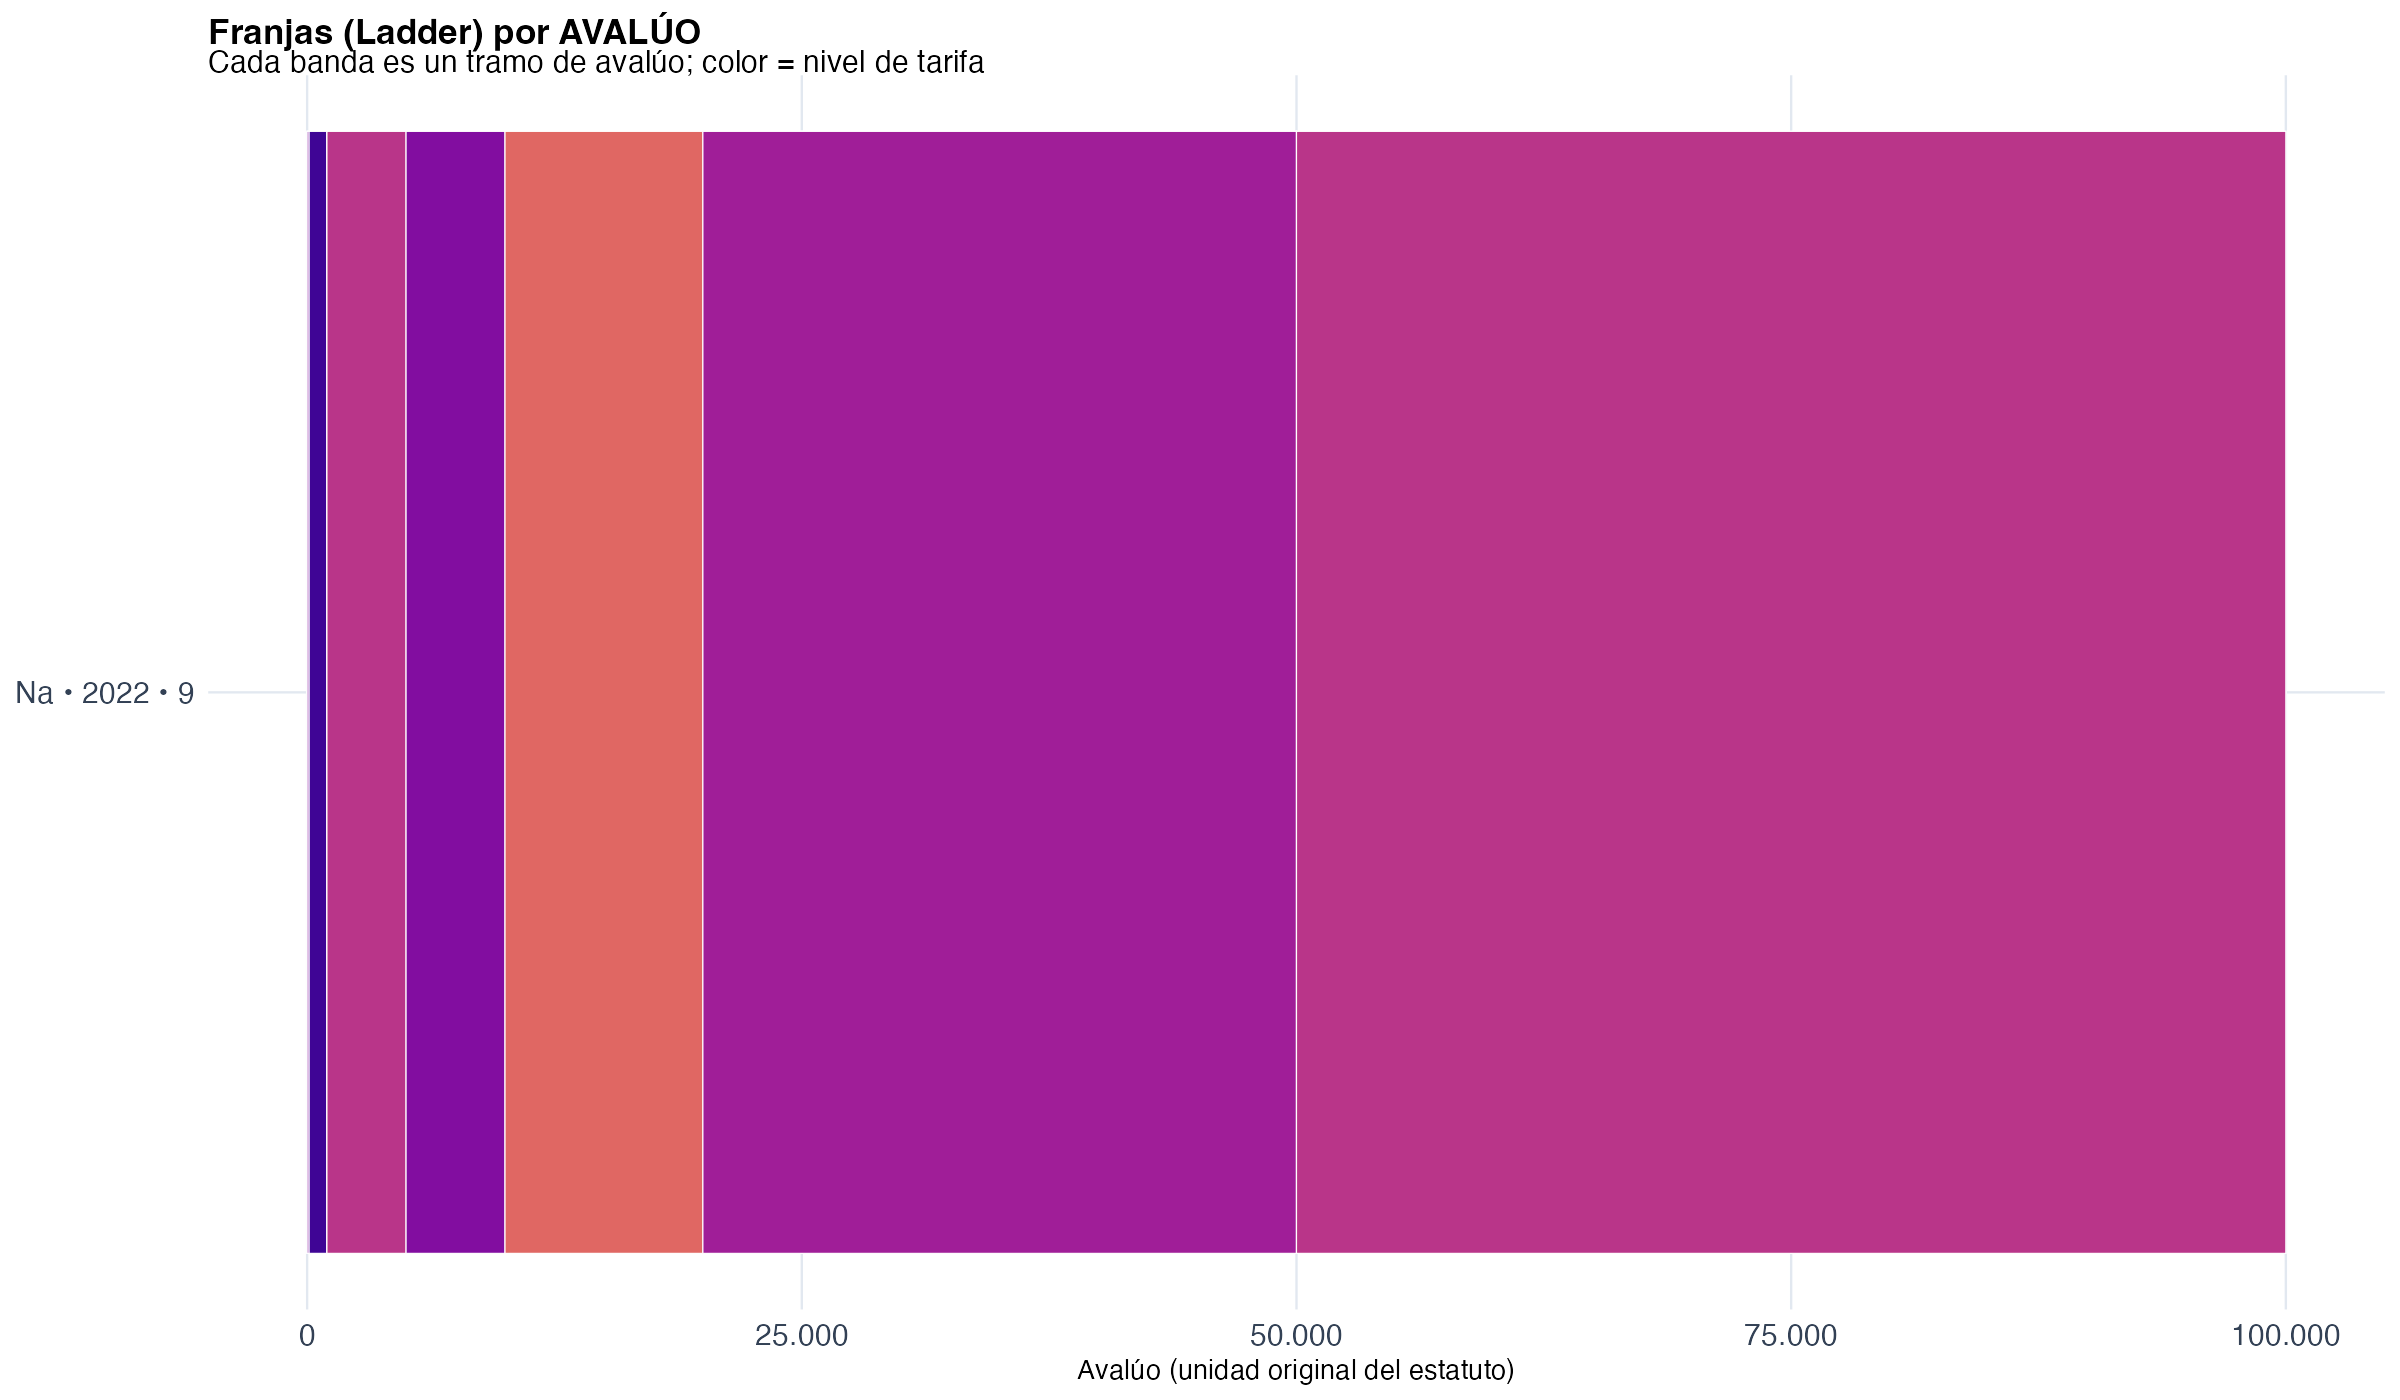 Franjas (Ladder) por AVALÚO
Cada banda es un tramo de avalúo; color = nivel de tarifa
Na • 2022 • 9
0
25.000
50.000
75.000
100.000
Avalúo (unidad original del estatuto)